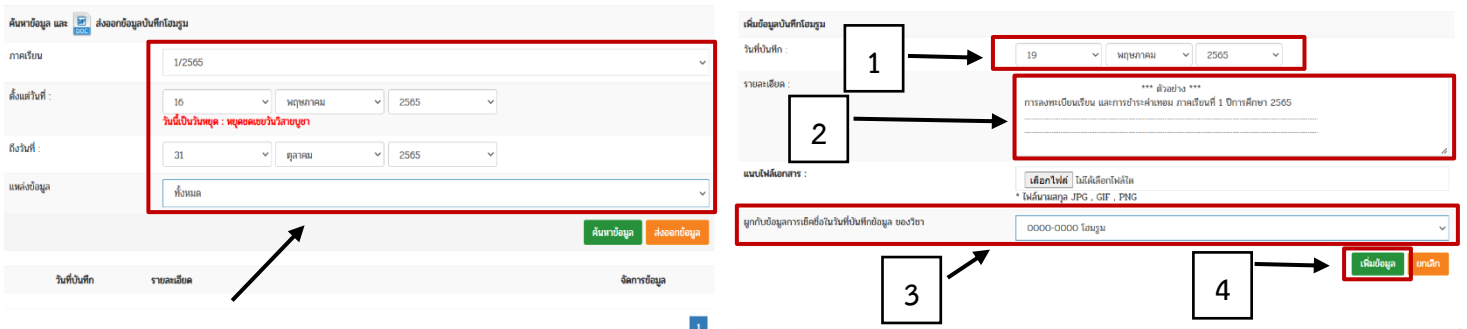 ค้นหาข้อมูล และ DOC ส่งออกข้อมูลบันทึกโฮมรูม
ภาคเรียน
1/2565
ตั้งแต่วันที่ :
16 พฤษภาคม 2565
วันนี้เป็นวันหยุด : หยุดชดเชยวันวิสาขบูชา
ถึงวันที่ :
31 ตุลาคม 2565
แหล่งข้อมูล
ทั้งหมด
ค้นหาข้อมูล ส่งออกข้อมูล
วันที่บันทึก รายละเอียด จัดการข้อมูล
1
เพิ่มข้อมูลบันทึกโฮมรูม
วันที่บันทึก :
1
19 พฤษภาคม 2565
รายละเอียด :
2
*** ตัวอย่าง ***
การลงทะเบียนเรียน และการชำระค่าเทอม ภาคเรียนที่ 1 ปีการศึกษา 2565
แนบไฟล์เอกสาร :
เลือกไฟล์ ไม่ได้เลือกไฟล์ใด
* ไฟล์นามสกุล JPG , GIF , PNG
ผูกกับข้อมูลการเช็คชื่อในวันที่บันทึกข้อมูล ของวิชา
0000-0000 โฮมรูม
3
4
เพิ่มข้อมูล ยกเลิก